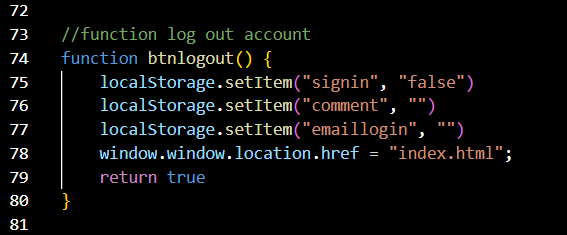 72
73 //function log out account
74 function btnlogout() {
75 localStorage.setItem("signin", "false")
76 localStorage.setItem("comment", "")
77 localStorage.setItem("emaillogin", "")
78 window.window.location.href = "index.html";
79 return true
80 }
81